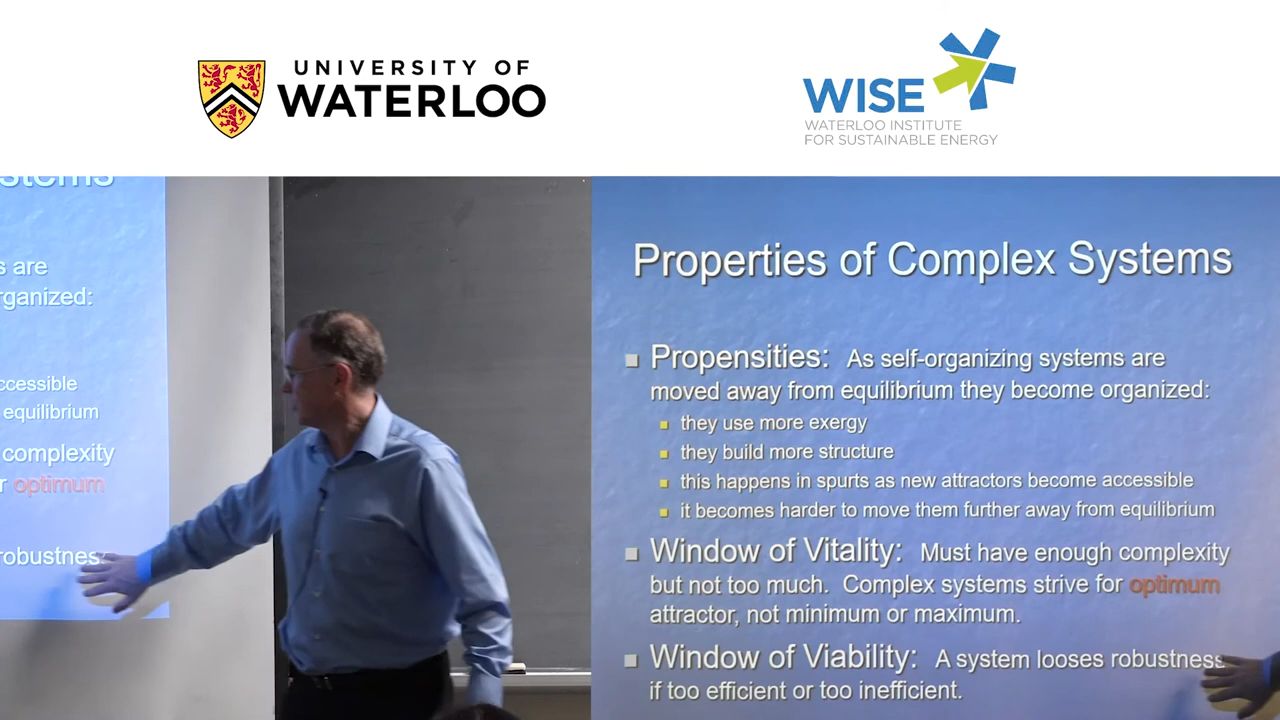 UNIVERSITY OF
WATERLOO
WISE
WATERLOO INSTITUTE
FOR SUSTAINABLE ENERGY
stems
s are
rganized:
ccessible
equilibrium
complexity
r optimum
robustness
Properties of Complex Systems
Propensities: As self-organizing systems are
moved away from equilibrium they become organized:
they use more exergy
they build more structure
this happens in spurts as new attractors become accessible
it becomes harder to move them further away from equilibrium
Window of Vitality: Must have enough complexity
but not too much. Complex systems strive for optimum
attractor, not minimum or maximum.
Window of Viability: A system looses robustness
if too efficient or too inefficient.